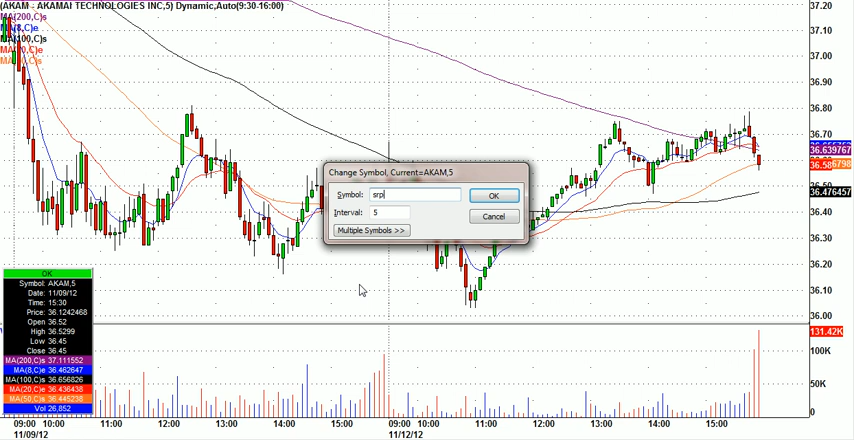 (AKAM - AKAMAI TECHNOLOGIES INC,5) Dynamic,Auto(9:30-16:00)
MA(200,C)s
MA(8,C)e
MA(100,C)s
37.20
37.10
37.00
36.90
36.80
36.70
36.639767
36.476457
36.40
36.30
36.20
36.10
36.00
Change Symbol, Current=AKAM,5
Symbol: srp
OK
Interval: 5
Cancel
Multiple Symbols >>
OK
Symbol: AKAM,5
Date: 11/09/12
Time: 15:30
Price: 36.1242468
Open 36.52
High 36.5299
Low 36.45
Close 36.45
MA(200,C)s 37.111552
MA(8,C)e 36.462647
MA(100,C)s 36.656826
MA(20,C)e 36.436438
MA(50,C)s 36.445238
Vol 26,852
131.42K
100K
50K
0
09:00 10:00 11:00 12:00 13:00 14:00 15:00 09:00 10:00 11:00 12:00 13:00 14:00 15:00
11/09/12 11/12/12